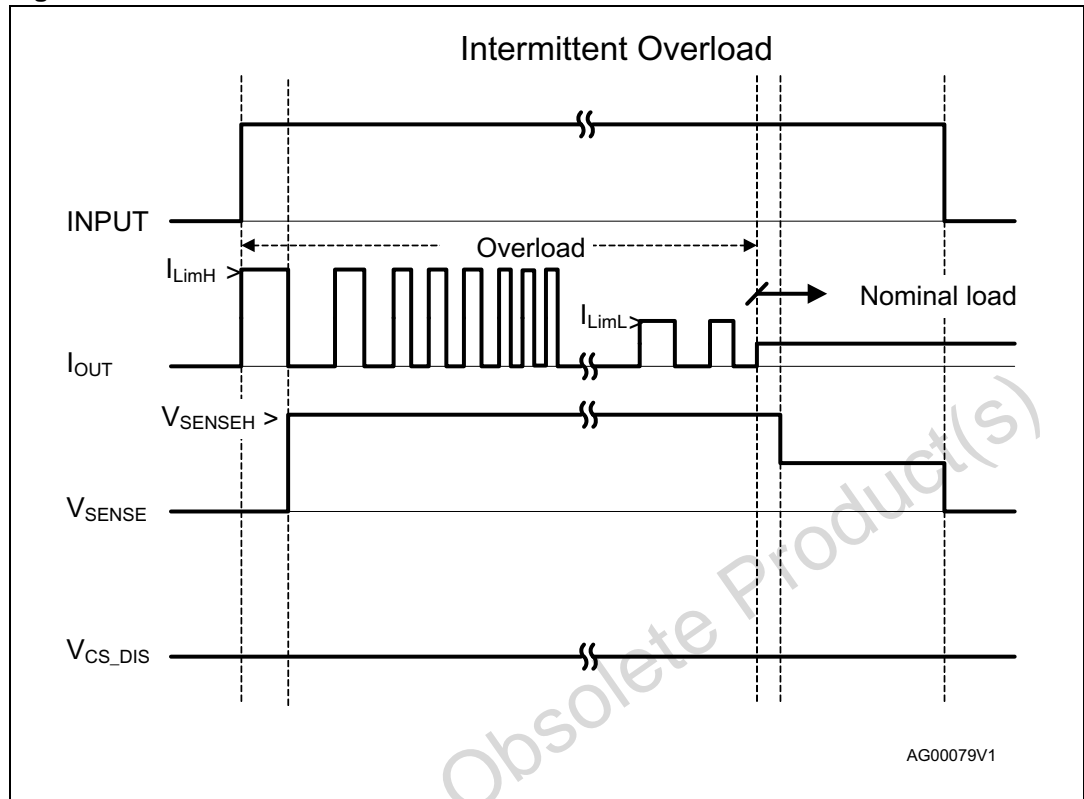 Intermittent Overload
INPUT
Overload
ILimH >
Nominal load
ILimL >
IOUT
VSENSEH >
VSENSE
VCS_DIS
Obsolete Product(s)
AG00079V1